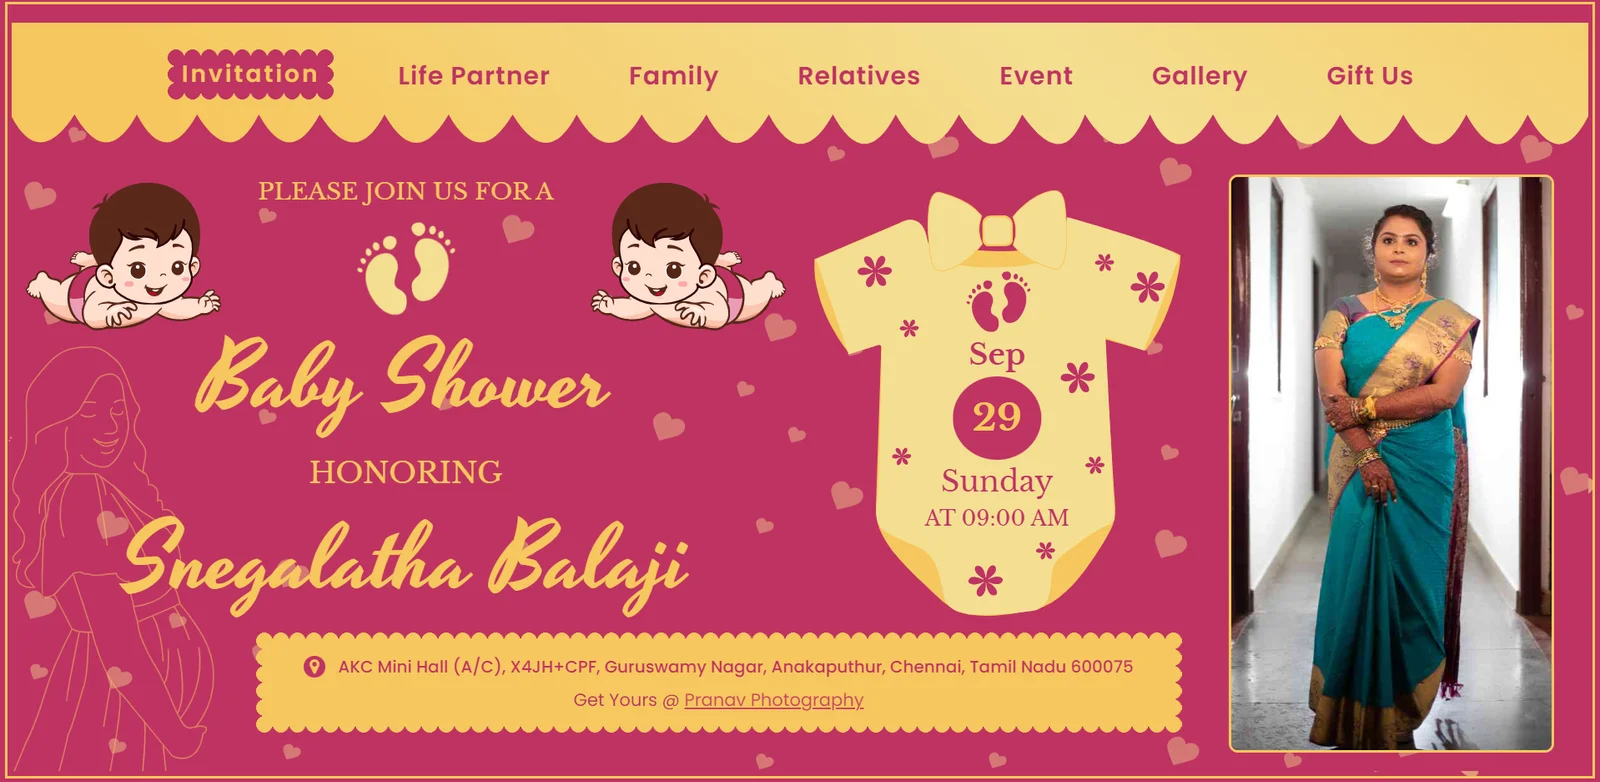 Invitation
Life Partner
Family
Relatives
Event
Gallery
Gift Us
PLEASE JOIN US FOR A
Baby Shower
HONORING
Snegalatha Balaji
Sep
29
Sunday
AT 09:00 AM
AKC Mini Hall (A/C), X4JH+CPF, Guruswamy Nagar, Anakaputhur, Chennai, Tamil Nadu 600075
Get Yours @ Pranav Photography